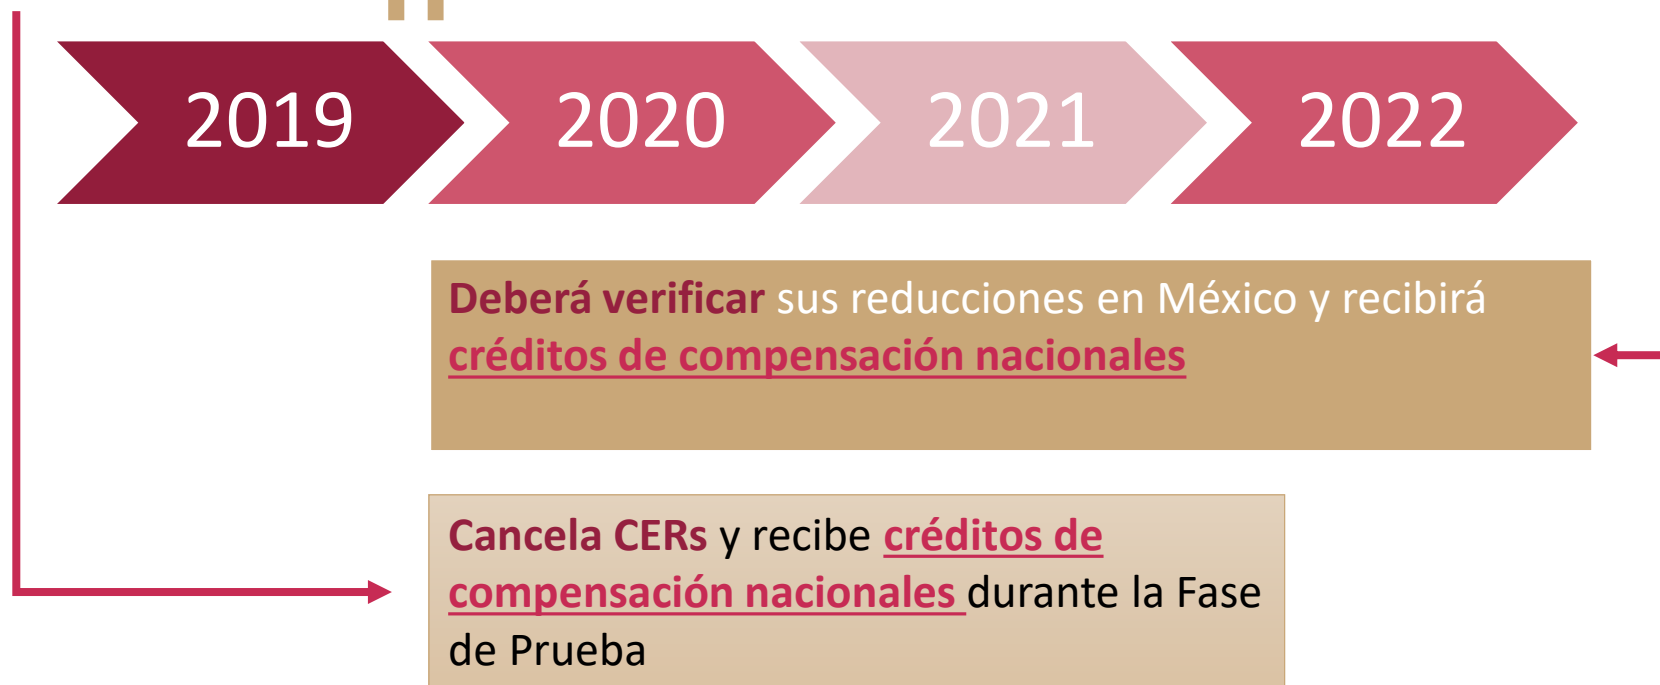 2019
2020
2021
2022
Deberá verificar sus reducciones en México y recibirá
créditos de compensación nacionales
Cancela CERs y recibe créditos de
compensación nacionales durante la Fase
de Prueba